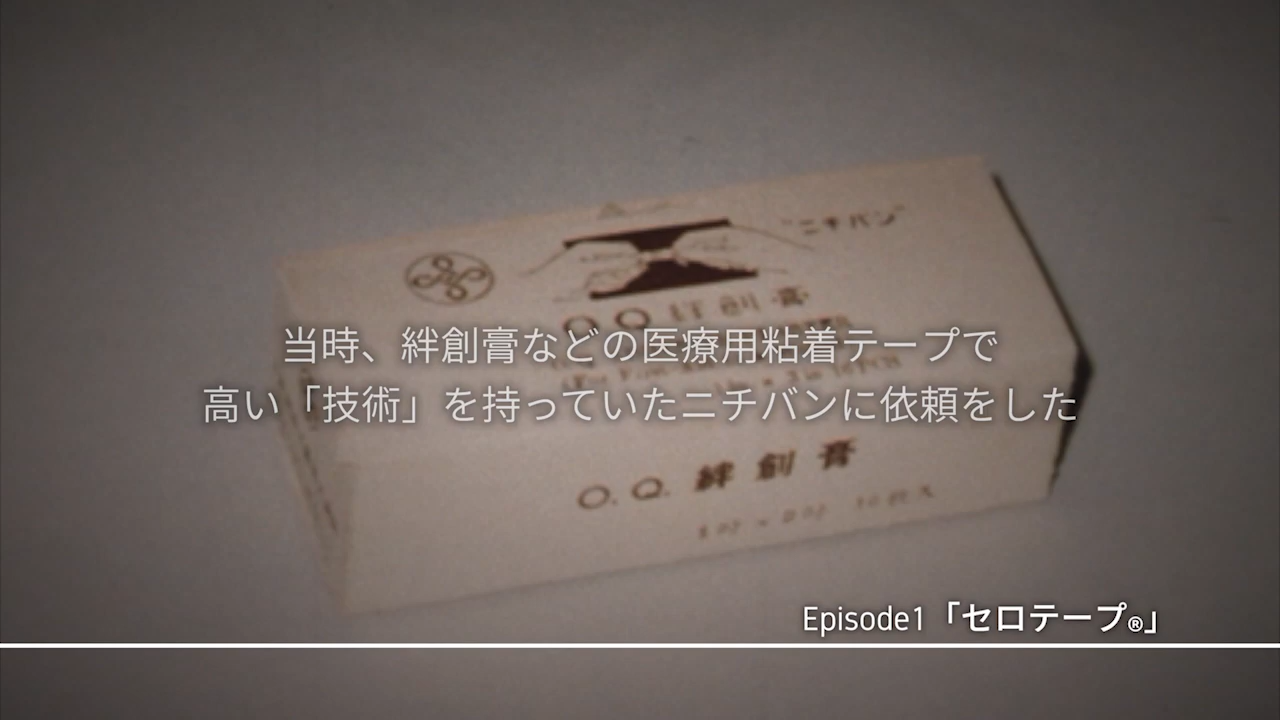 "ニチバン"
O.Q. 絆創膏
当時、絆創膏などの医療用粘着テープで
高い「技術」を持っていたニチバンに依頼をした
O.Q. 絆創膏
Episode1「セロテープ®」